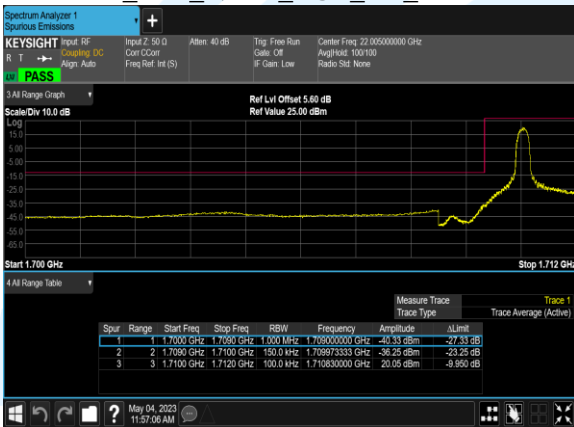 Spectrum Analyzer 1
Spurious Emissions
KEYSIGHT Input: RF Input Z: 50 Ω Atten: 40 dB Trig: Free Run Center Freq: 22.005000000 GHz
R T Coupling: DC Corr CCorr Gate: Off Avg|Hold: 100/100
Align: Auto Freq Ref: Int (S) IF Gain: Low Radio Std: None
PASS
3 All Range Graph
Ref Lvl Offset 5.60 dB
Scale/Div 10.0 dB Ref Value 25.00 dBm
Log
15.0
5.00
-5.00
-15.0
-25.0
-35.0
-45.0
-55.0
-65.0
Start 1.700 GHz Stop 1.712 GHz
4 All Range Table
Measure Trace Trace 1
Trace Type Trace Average (Active)
Spur Range Start Freq Stop Freq RBW Frequency Amplitude ΔLimit
1 1 1.7000 GHz 1.7090 GHz 1.000 MHz 1.709000000 GHz -40.33 dBm -27.33 dB
2 2 1.7090 GHz 1.7100 GHz 150.0 kHz 1.709973333 GHz -36.25 dBm -23.25 dB
3 3 1.7100 GHz 1.7120 GHz 100.0 kHz 1.710830000 GHz 20.05 dBm -9.950 dB
?
May 04, 2023
11:57:06 AM